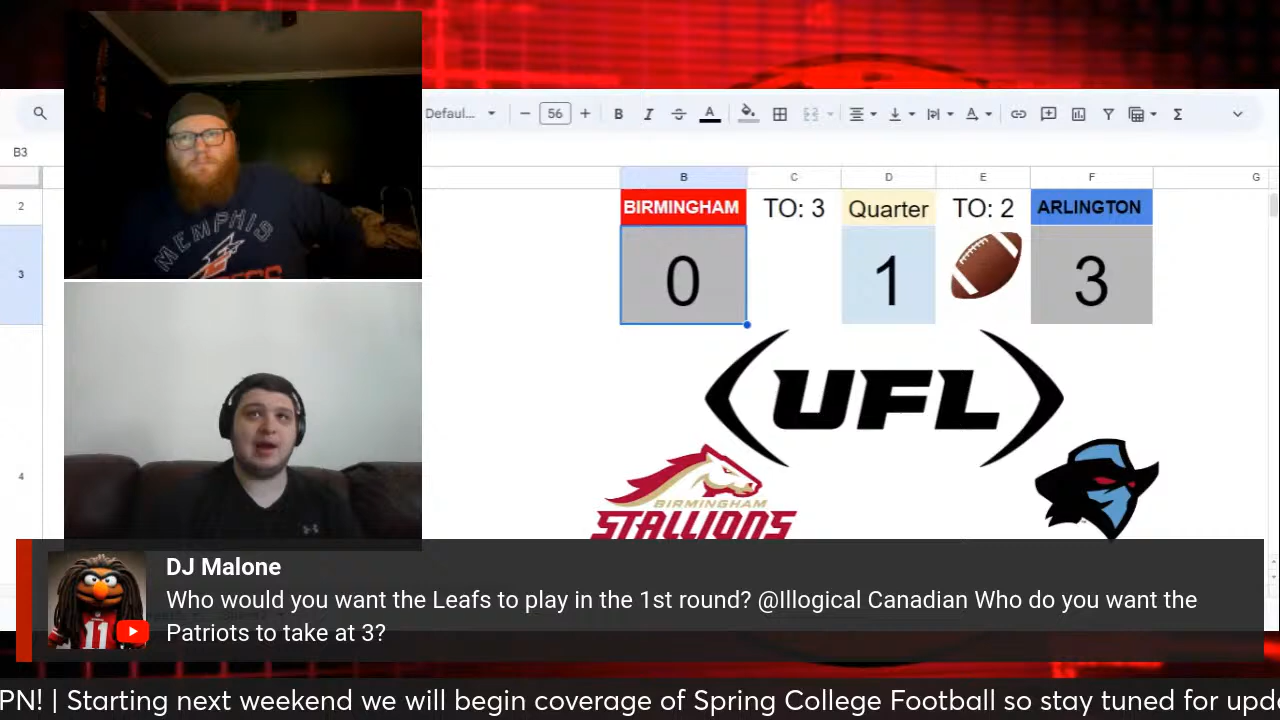 Defaul...
56
B
I
A
B3
B
C
D
E
F
G
2
BIRMINGHAM
TO: 3
Quarter
TO: 2
ARLINGTON
3
0
1
3
MEMPHIS
UFL
4
BIRMINGHAM
STALLIONS
DJ Malone
Who would you want the Leafs to play in the 1st round? @Illogical Canadian Who do you want the
Patriots to take at 3?
11
PN! | Starting next weekend we will begin coverage of Spring College Football so stay tuned for upd